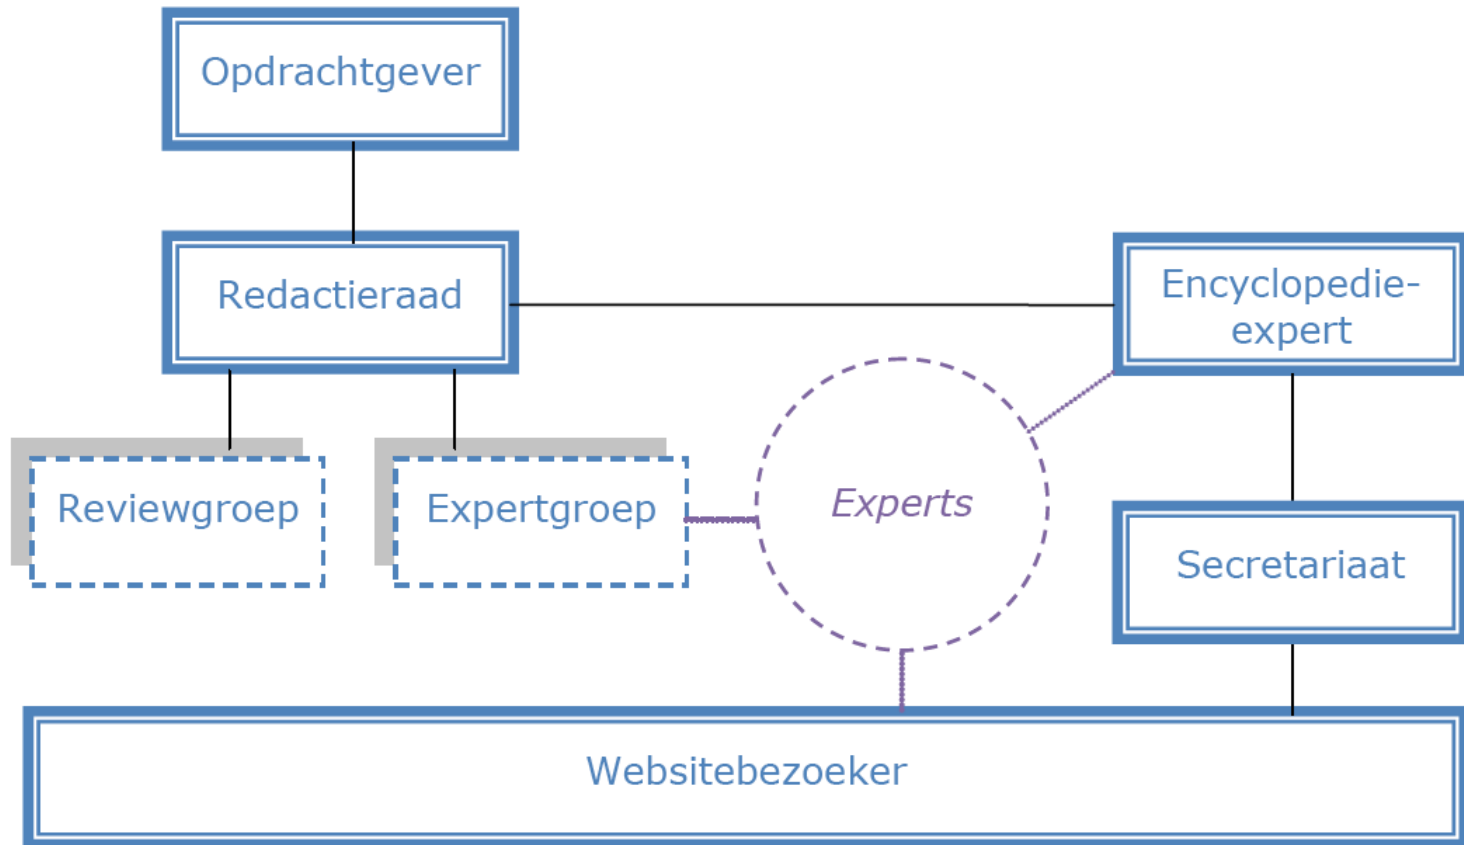 Opdrachtgever
Redactieraad
Encyclopedie-
expert
Reviewgroep
Expertgroep
Experts
Secretariaat
Websitebezoeker